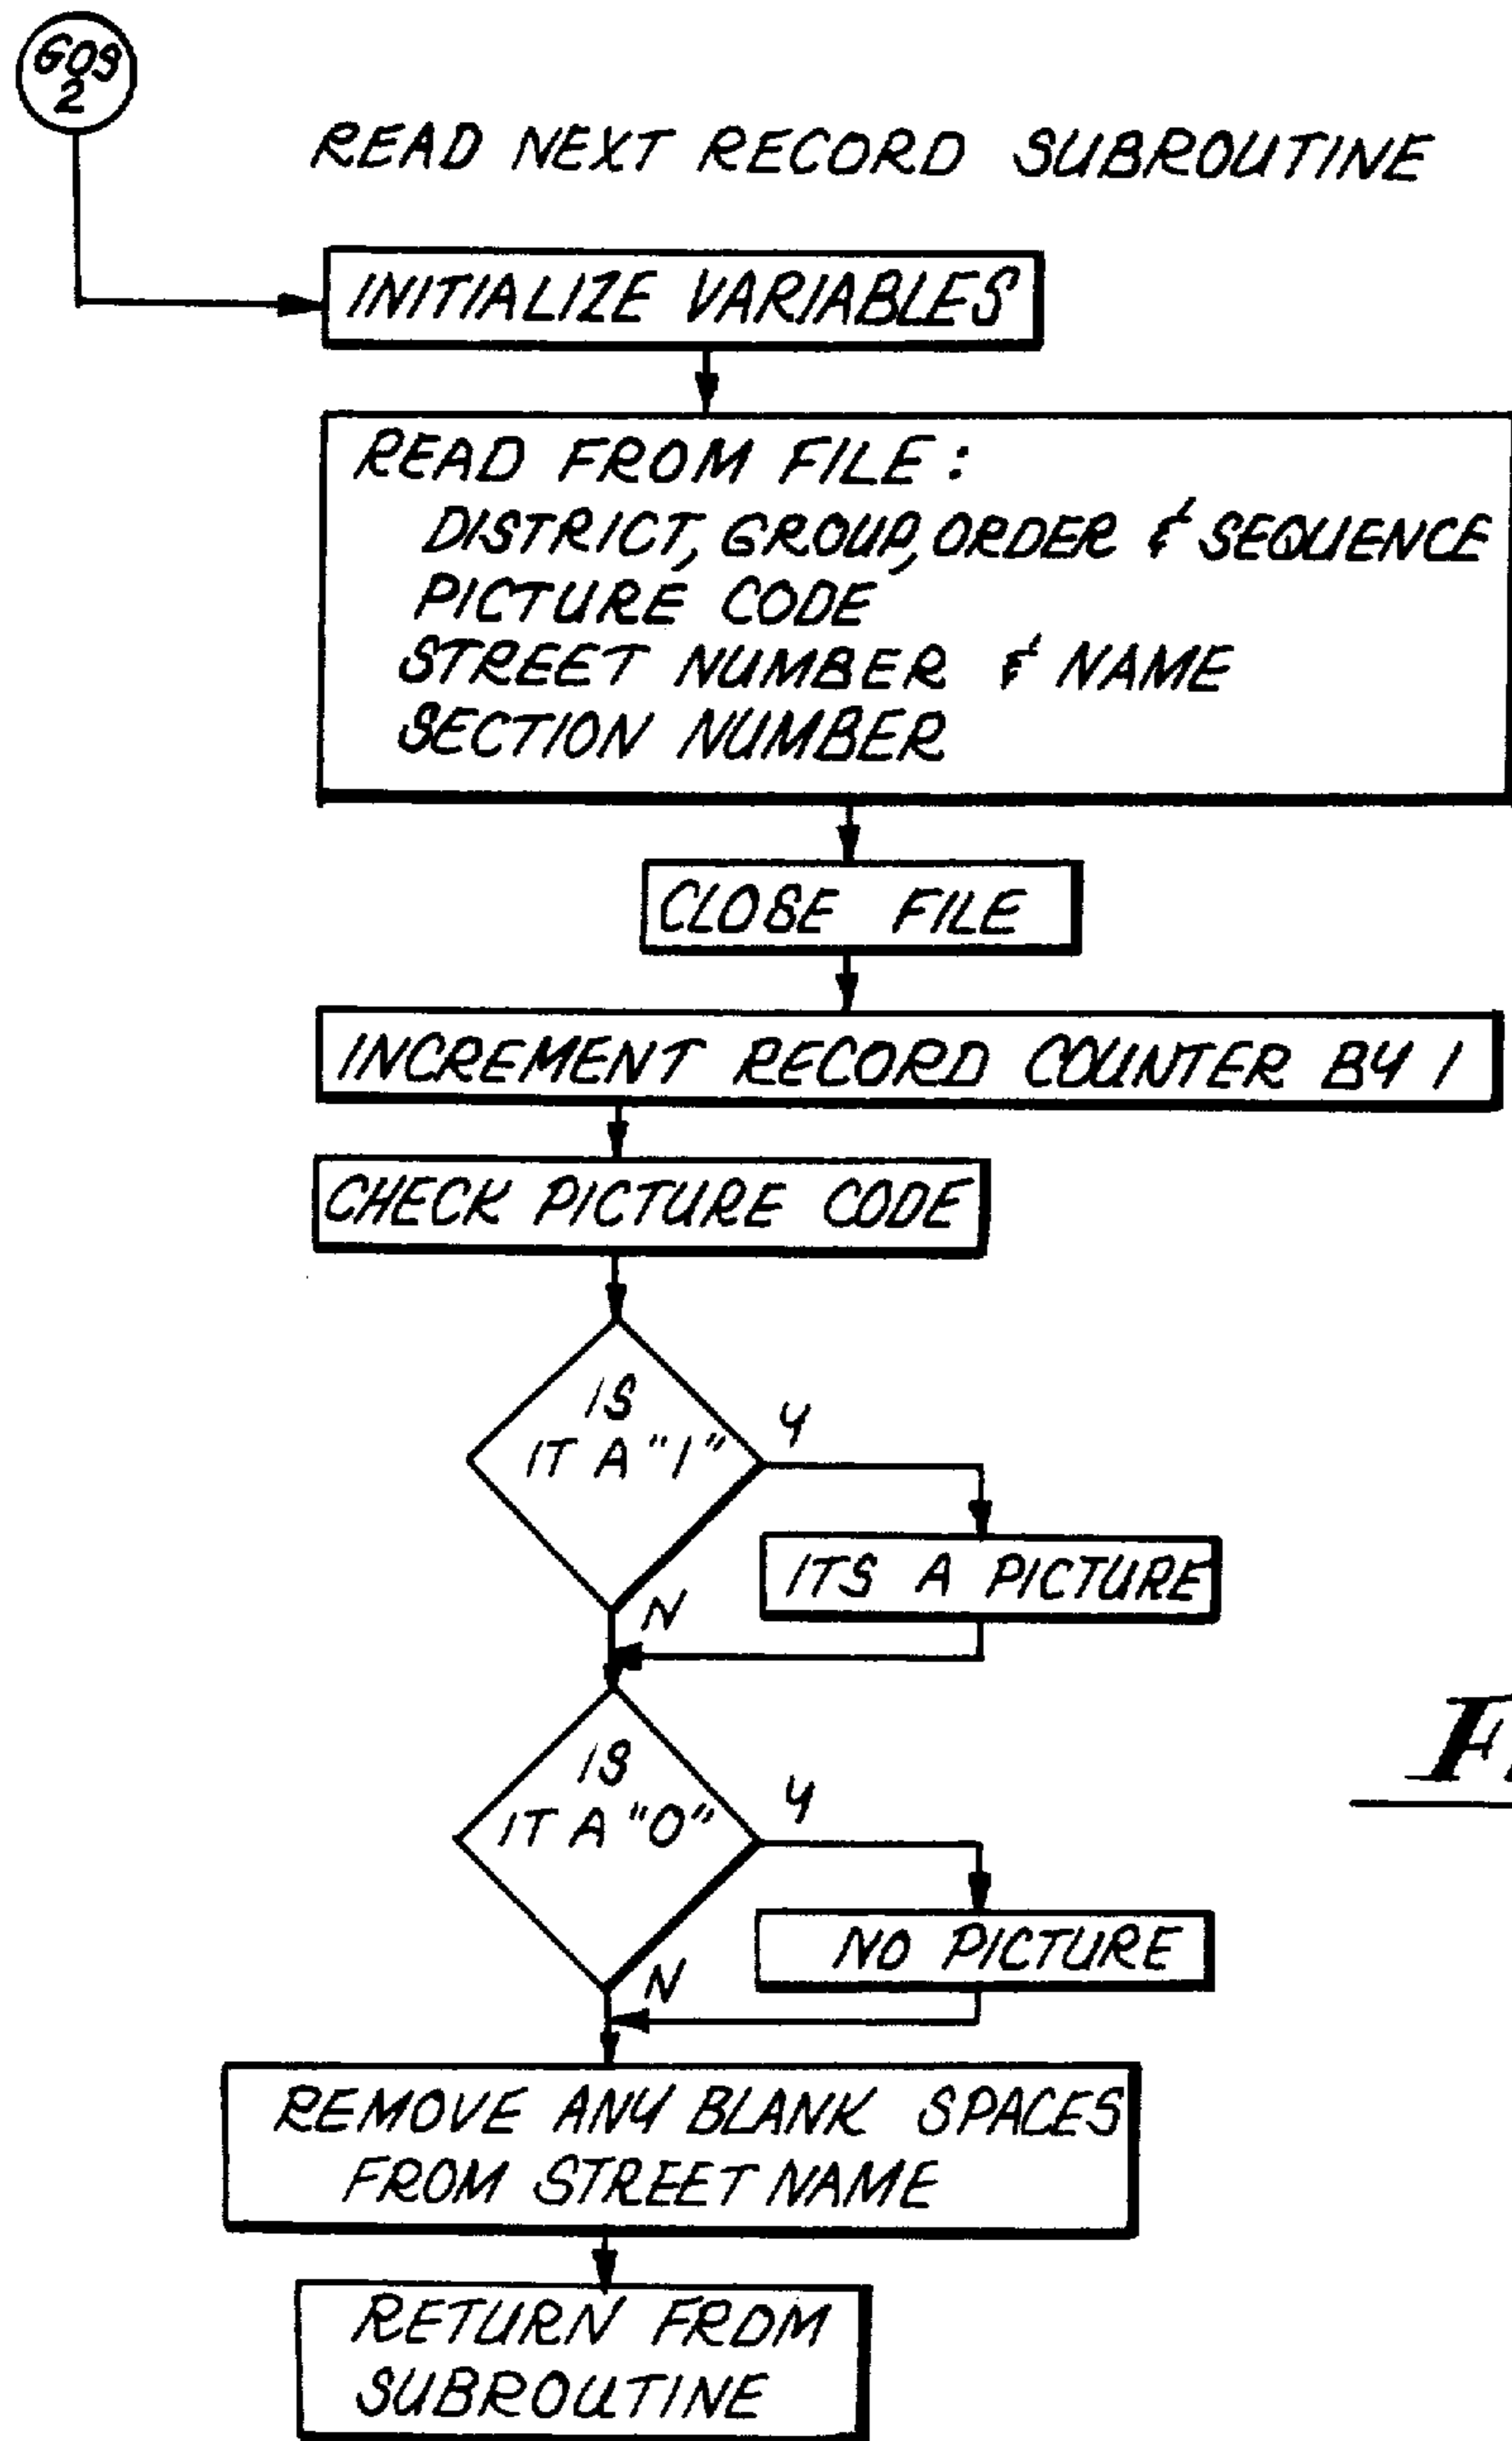 GOS
2
READ NEXT RECORD SUBROUTINE
INITIALIZE VARIABLES
READ FROM FILE:
DISTRICT, GROUP, ORDER & SEQUENCE
PICTURE CODE
STREET NUMBER & NAME
SECTION NUMBER
CLOSE FILE
INCREMENT RECORD COUNTER BY 1
CHECK PICTURE CODE
IS
IT A "1"
Y
ITS A PICTURE
N
IS
IT A "0"
Y
NO PICTURE
N
REMOVE ANY BLANK SPACES
FROM STREET NAME
RETURN FROM
SUBROUTINE